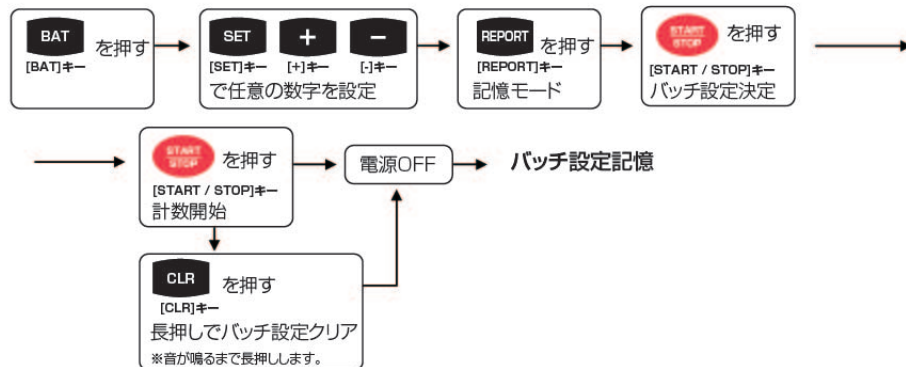 BAT を押す
[BAT]キー
SET + − 
[SET]キー [+]キー [-]キー
で任意の数字を設定
REPORT を押す
[REPORT]キー
記憶モード
START STOP を押す
[START / STOP]キー
バッチ設定決定
START STOP を押す
[START / STOP]キー
計数開始
電源OFF
バッチ設定記憶
CLR を押す
[CLR]キー
長押しでバッチ設定クリア
※音が鳴るまで長押しします。